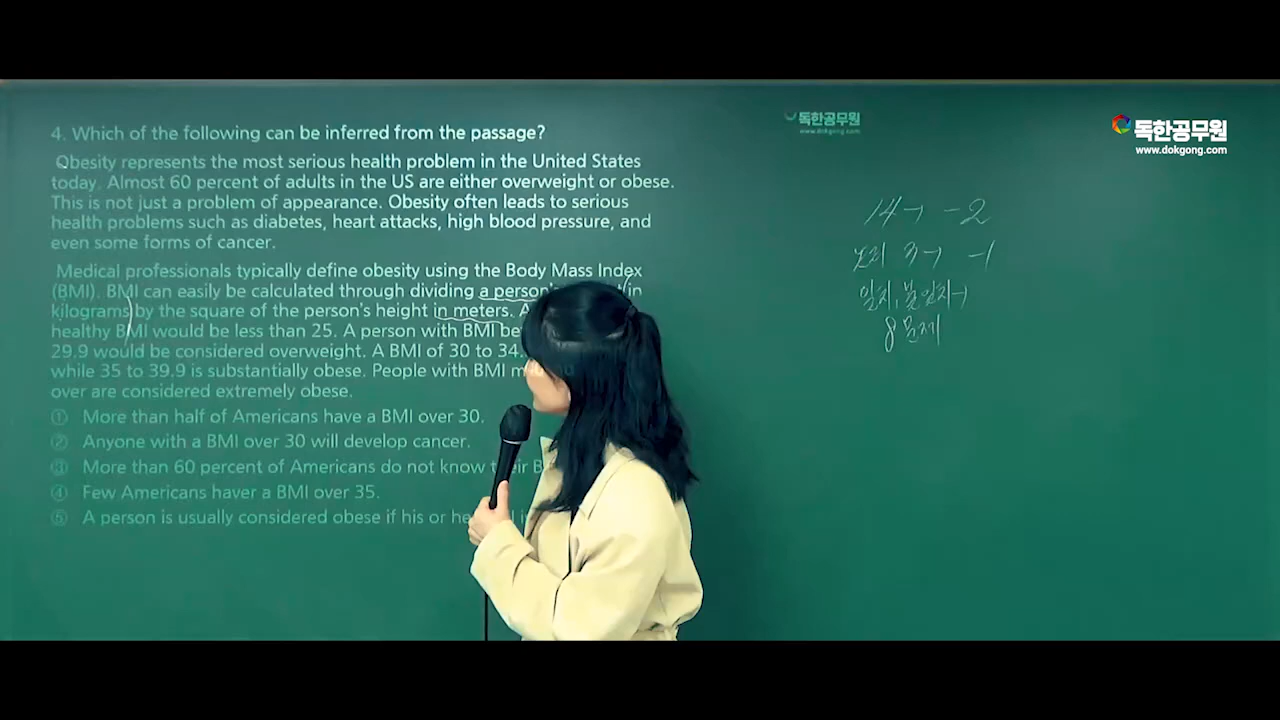 4. Which of the following can be inferred from the passage?
Obesity represents the most serious health problem in the United States
today. Almost 60 percent of adults in the US are either overweight or obese.
This is not just a problem of appearance. Obesity often leads to serious
health problems such as diabetes, heart attacks, high blood pressure, and
even some forms of cancer.
Medical professionals typically define obesity using the Body Mass Index
(BMI). BMI can easily be calculated through dividing a person's in
kilograms by the square of the person's height in meters. A
healthy BMI would be less than 25. A person with BMI
29.9 would be considered overweight. A BMI of 30 to 34.
while 35 to 39.9 is substantially obese. People with BMI
over are considered extremely obese.
① More than half of Americans have a BMI over 30.
② Anyone with a BMI over 30 will develop cancer.
③ More than 60 percent of Americans do not know their
④ Few Americans haver a BMI over 35.
⑤ A person is usually considered obese if his or
독한공무원
www.dokgong.com
독한공무원
www.dokgong.com
14→ -2
3→ -1
일치, 불일치→
8문제